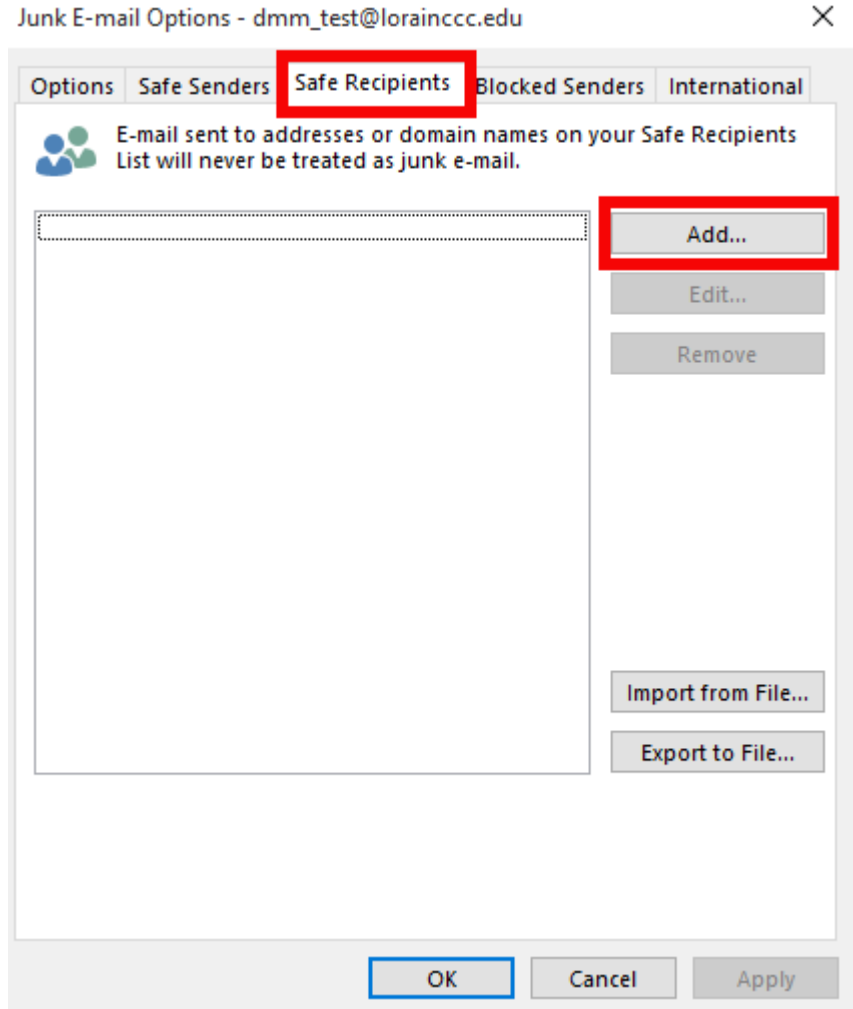 Junk E-mail Options - dmm_test@lorainccc.edu
Options Safe Senders Safe Recipients Blocked Senders International
E-mail sent to addresses or domain names on your Safe Recipients
List will never be treated as junk e-mail.
Add...
Edit...
Remove
Import from File...
Export to File...
OK Cancel Apply